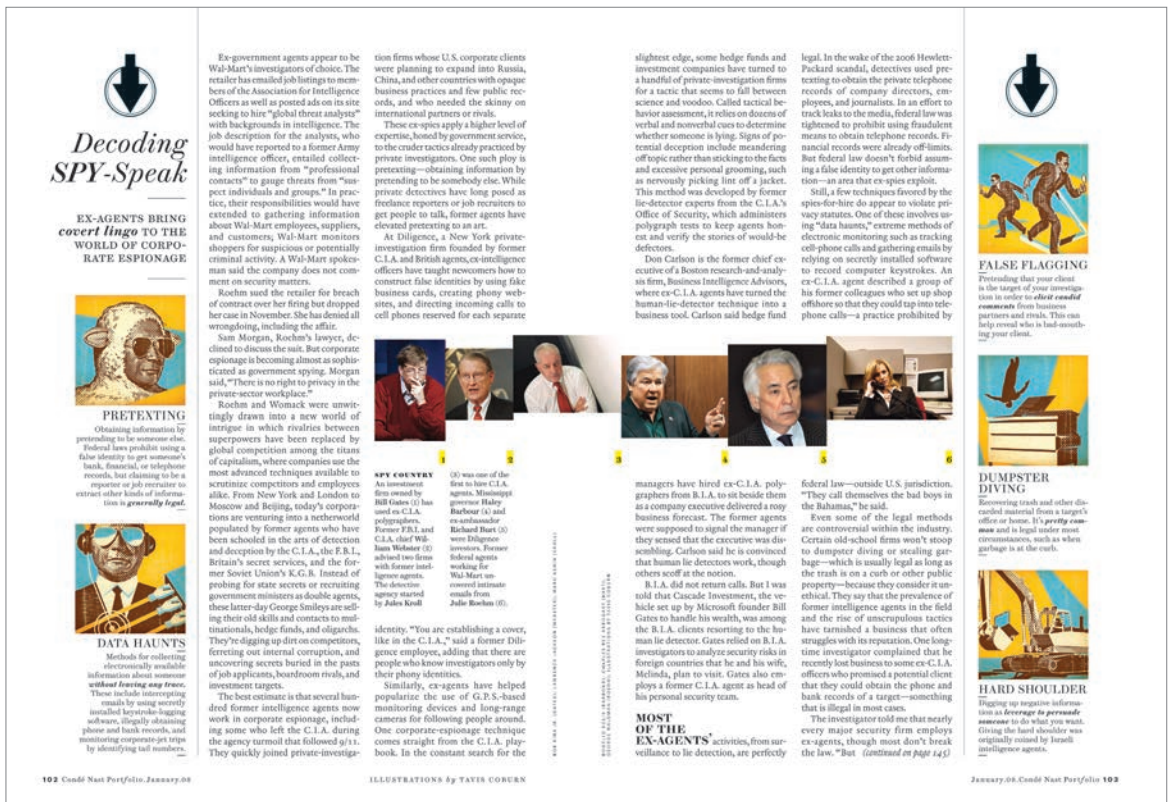 Decoding
SPY-Speak
EX-AGENTS BRING
covert lingo TO THE
WORLD OF CORPO-
RATE ESPIONAGE
PRETEXTING
Obtaining information by
pretending to be someone else.
Federal laws prohibit using a
false identity to get someone's
bank, financial, or telephone
records, but claiming to be a
reporter or job recruiter to
extract other kinds of informa-
tion is generally legal.
DATA HAUNTS
Methods for collecting
electronically available
information about someone
without leaving any trace.
These include intercepting
emails by using secretly
installed keystroke-logging
software, illegally obtaining
phone and bank records, and
monitoring corporate-jet trips
by identifying tail numbers.
Ex-government agents appear to be
Wal-Mart's investigators of choice. The
retailer has emailed job listings to mem-
bers of the Association for Intelligence
Officers as well as posted ads on its site
seeking to hire "global threat analysts"
with backgrounds in intelligence. The
job description for the analysts, who
would have reported to a former Army
intelligence officer, entailed collect-
ing information from "professional
contacts" to gauge threats from "sus-
pect individuals and groups." In prac-
tice, their responsibilities would have
extended to gathering information
about Wal-Mart employees, suppliers,
and customers; Wal-Mart monitors
shoppers for suspicious or potentially
criminal activity. A Wal-Mart spokes-
man said the company does not com-
ment on security matters.
Roehm used the retailer for breach
of contract over her firing but dropped
her case in November. She has denied all
wrongdoing, including the affair.
Sam Morgan, Roehm's lawyer, de-
clined to discuss the suit. But corporate
espionage is becoming almost as sophis-
ticated as government spying. Morgan
said, "There is no right to privacy in the
private-sector workplace."
Roehm and Womack were unwit-
tingly drawn into a new world of
intrigue in which rivalries between
superpowers have been replaced by
global competition among the titans
of capitalism, where companies use the
most advanced techniques available to
scrutinize competitors and employees
alike. From New York and London to
Moscow and Beijing, today's corpo-
rations are venturing into a netherworld
populated by former agents who have
been schooled in the arts of detection
and deception by the C.I.A., the F.B.I.,
Britain's secret services, and the for-
mer Soviet Union's K.G.B. Instead of
probing for state secrets or recruiting
government ministers as double agents,
these latter-day George Smileys are sell-
ing their old skills and contacts to mul-
tinationals, hedge funds, and oligarchs.
They're digging up dirt on competitors,
ferreting out internal corruption, and
uncovering secrets buried in the pasts
of job applicants, boardroom rivals, and
investment targets.
The best estimate is that several hun-
dred former intelligence agents now
work in corporate espionage, includ-
ing some who left the C.I.A. during
the agency turmoil that followed 9/11.
They quickly joined private-investiga-
tion firms whose U.S. corporate clients
were planning to expand into Russia,
China, and other countries with opaque
business practices and few public rec-
ords, and who needed the skinny on
international partners or rivals.
These ex-spies apply a higher level of
expertise, honed by government service,
to the cruder tactics already practiced by
private investigators. One such ploy is
pretexting—obtaining information by
pretending to be somebody else. While
private detectives have long posed as
freelance reporters or job recruiters to
get people to talk, former agents have
elevated pretexting to an art.
At Diligence, a New York private-
investigation firm founded by former
C.I.A. and British agents, ex-intelligence
officers have taught newcomers how to
construct false identities by using fake
business cards, creating phony web-
sites, and directing incoming calls to
cell phones reserved for each separate
1
2
3
4
5
6
SPY COUNTRY
An investment
firm owned by
Bill Gates (1) has
used ex-C.I.A.
polygraphers.
Former F.B.I. and
C.I.A. chief Wil-
liam Webster (2)
advised two firms
with former intel-
ligence agents.
The detective
agency started
by Jules Kroll
(3) was one of the
first to hire C.I.A.
agents. Mississippi
governor Haley
Barbour (4) and
ex-ambassador
Richard Burt (5)
were Diligence
investors. Former
federal agents
working for
Wal-Mart un-
covered intimate
emails from
Julie Roehm (6).
identity. "You are establishing a cover,
like in the C.I.A.," said a former Dili-
gence employee, adding that there are
people who know investigators only by
their phony identities.
Similarly, ex-agents have helped
popularize the use of G.P.S.-based
monitoring devices and long-range
cameras for following people around.
One corporate-espionage technique
comes straight from the C.I.A. play-
book. In the constant search for the
slightest edge, some hedge funds and
investment companies have turned to
a handful of private-investigation firms
for a tactic that seems to fall between
science and voodoo. Called tactical be-
havior assessment, it relies on dozens of
verbal and nonverbal cues to determine
whether someone is lying. Signs of po-
tential deception include meandering
off topic rather than sticking to the facts
and excessive personal grooming, such
as nervously picking lint off a jacket.
This method was developed by former
lie-detector experts from the C.I.A.'s
Office of Security, which administers
polygraph tests to keep agents hon-
est and verify the stories of would-be
defectors.
Don Carlson is the former chief ex-
ecutive of a Boston research-and-analy-
sis firm, Business Intelligence Advisors,
where ex-C.I.A. agents have turned the
human-lie-detector technique into a
business tool. Carlson said hedge fund
managers have hired ex-C.I.A. poly-
graphers from B.I.A. to sit beside them
as a company executive delivered a rosy
business forecast. The former agents
were supposed to signal the manager if
they sensed that the executive was dis-
sembling. Carlson said he is convinced
that human lie detectors work, though
others scoff at the notion.
B.I.A. did not return calls. But I was
told that Cascade Investment, the ve-
hicle set up by Microsoft founder Bill
Gates to handle his wealth, was among
the B.I.A. clients resorting to the hu-
man lie detector. Gates relied on B.I.A.
investigators to analyze security risks in
foreign countries that he and his wife,
Melinda, plan to visit. Gates also em-
ploys a former C.I.A. agent as head of
his personal security team.
MOST
OF THE
EX-AGENTS' activities, from sur-
veillance to lie detection, are perfectly
legal. In the wake of the 2006 Hewlett-
Packard scandal, detectives used pre-
texting to obtain the private telephone
records of company directors, em-
ployees, and journalists. In an effort to
track leaks to the media, federal law was
tightened to prohibit using fraudulent
means to obtain telephone records. Fi-
nancial records were already off-limits.
But federal law doesn't forbid assum-
ing a false identity to get other informa-
tion—an area that ex-spies exploit.
Still, a few techniques favored by the
spies-for-hire do appear to violate pri-
vacy statutes. One of these involves us-
ing "data haunts," extreme methods of
electronic monitoring such as tracking
cell-phone calls and gathering emails by
relying on secretly installed software
to record computer keystrokes. An
ex-C.I.A. agent described a group of
his former colleagues who set up shop
offshore so that they could tap into tele-
phone calls—a practice prohibited by
federal law—outside U.S. jurisdiction.
"They call themselves the bad boys in
the Bahamas," he said.
Even some of the legal methods
are controversial within the industry.
Certain old-school firms won't stoop
to dumpster diving or stealing gar-
bage—which is usually legal as long as
the trash is on a curb or other public
property—because they consider it un-
ethical. They say that the prevalence of
former intelligence agents in the field
and the rise of unscrupulous tactics
have tarnished a business that often
struggles with its reputation. One long-
time investigator complained that he
recently lost business to some ex-C.I.A.
officers who promised a potential client
that they could obtain the phone and
bank records of a target—something
that is illegal in most cases.
The investigator told me that nearly
every major security firm employs
ex-agents, though most don't break
the law. "But (continued on page 145)
FALSE FLAGGING
Pretending that your client
is the target of your investiga-
tion in order to elicit candid
comments from business
partners and rivals. This can
help reveal who is bad-mouth-
ing your client.
DUMPSTER
DIVING
Recovering trash and other dis-
carded material from a target's
office or home. It's pretty com-
mon and is legal under most
circumstances, such as when
garbage is at the curb.
HARD SHOULDER
Digging up negative informa-
tion as leverage to persuade
someone to do what you want.
Giving the hard shoulder was
originally coined by Israeli
intelligence agents.
102 Condé Nast Portfolio.January.08
ILLUSTRATIONS by TAVIS COBURN
January.08.Condé Nast Portfolio 103